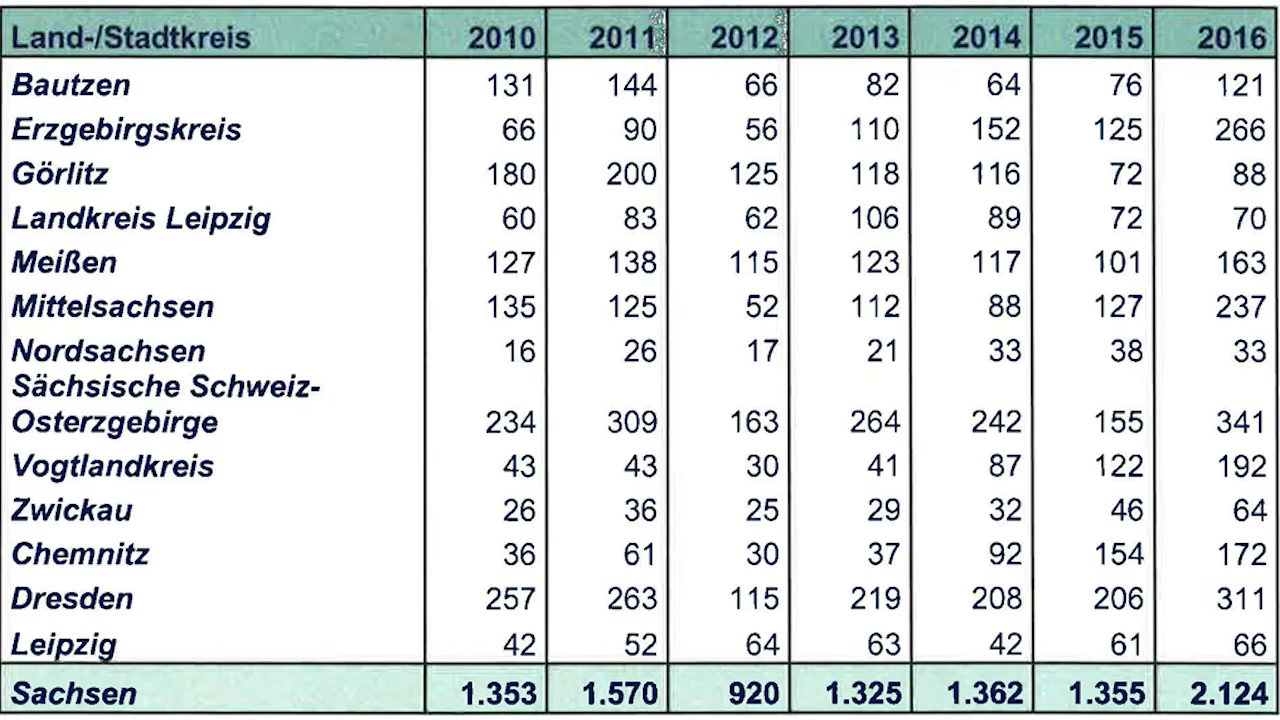 Land-/Stadtkreis 2010 2011 2012 2013 2014 2015 2016
Bautzen 131 144 66 82 64 76 121
Erzgebirgskreis 66 90 56 110 152 125 266
Görlitz 180 200 125 118 116 72 88
Landkreis Leipzig 60 83 62 106 89 72 70
Meißen 127 138 115 123 117 101 163
Mittelsachsen 135 125 52 112 88 127 237
Nordsachsen 16 26 17 21 33 38 33
Sächsische Schweiz-
Osterzgebirge 234 309 163 264 242 155 341
Vogtlandkreis 43 43 30 41 87 122 192
Zwickau 26 36 25 29 32 46 64
Chemnitz 36 61 30 37 92 154 172
Dresden 257 263 115 219 208 206 311
Leipzig 42 52 64 63 42 61 66
Sachsen 1.353 1.570 920 1.325 1.362 1.355 2.124